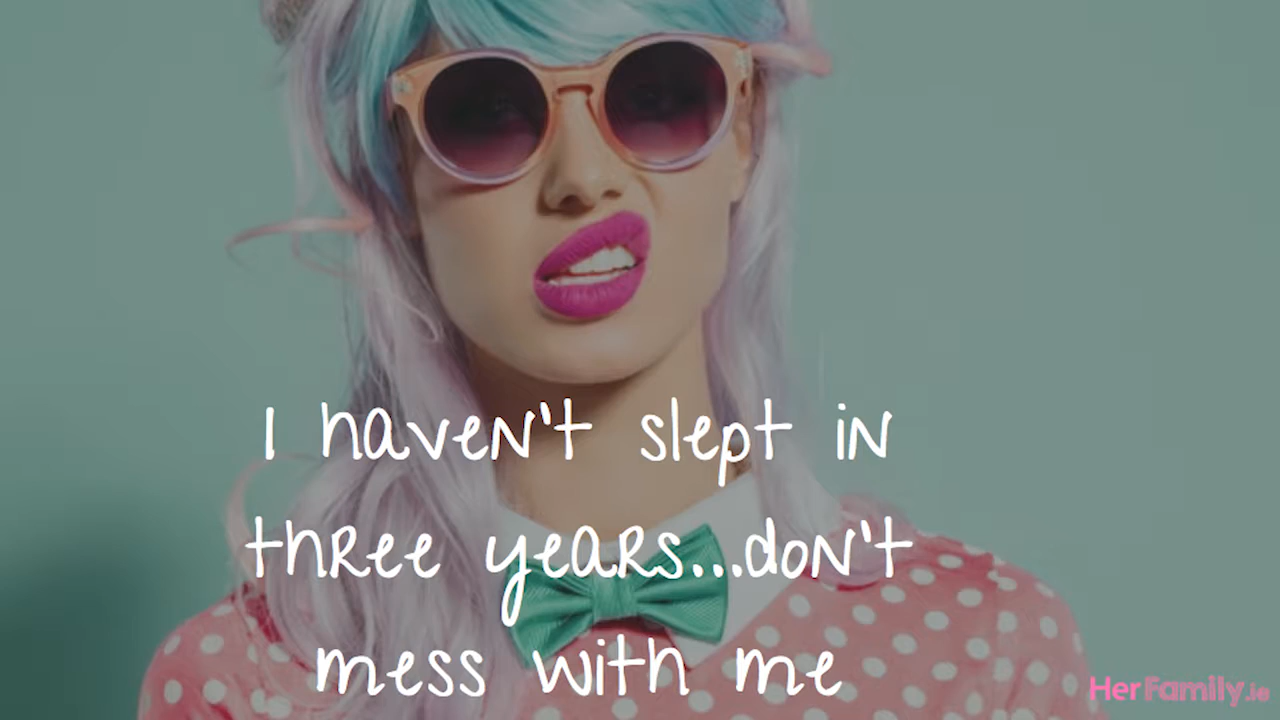 I haven't slept in
three years...don't
mess with me
HerFamily.ie